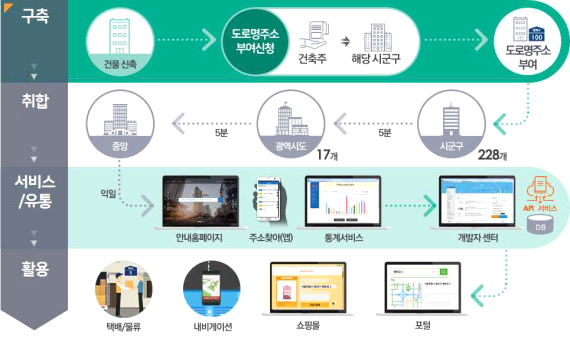 구축
건물 신축
도로명주소
부여신청
건축주
해당 시군구
100
도로명주소
부여
취합
중앙
5분
광역시도
17개
5분
시군구
228개
서비스
/유통
익일
안내홈페이지
주소찾아(앱)
통계서비스
개발자 센터
API 서비스
DB
활용
택배/물류
내비게이션
쇼핑몰
포털